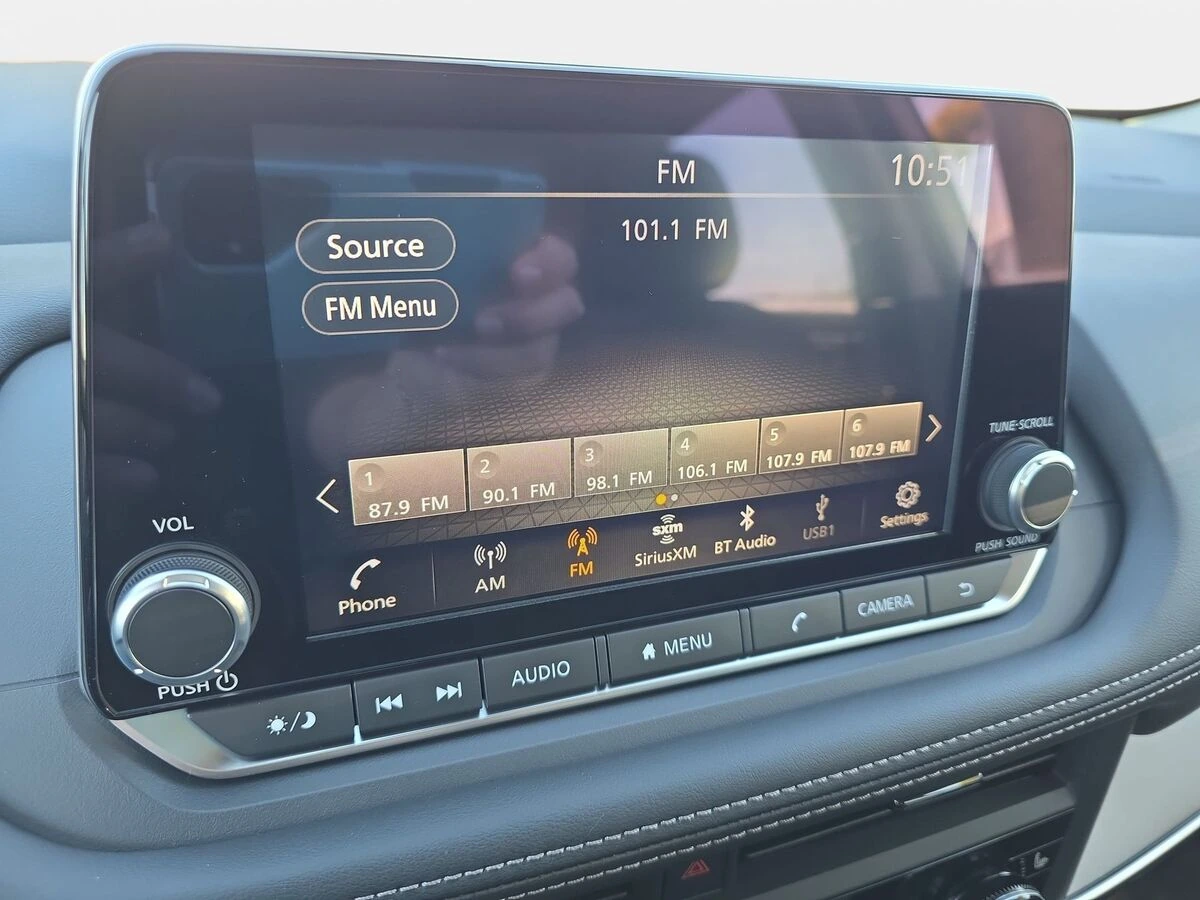 FM
10:51
101.1 FM
Source
FM Menu
1
87.9 FM
2
90.1 FM
3
98.1 FM
4
106.1 FM
5
107.9 FM
6
107.9 FM
Phone
AM
FM
sxm
SiriusXM
BT Audio
USB1
Settings
VOL
PUSH
TUNE·SCROLL
PUSH SOUND
AUDIO
MENU
CAMERA